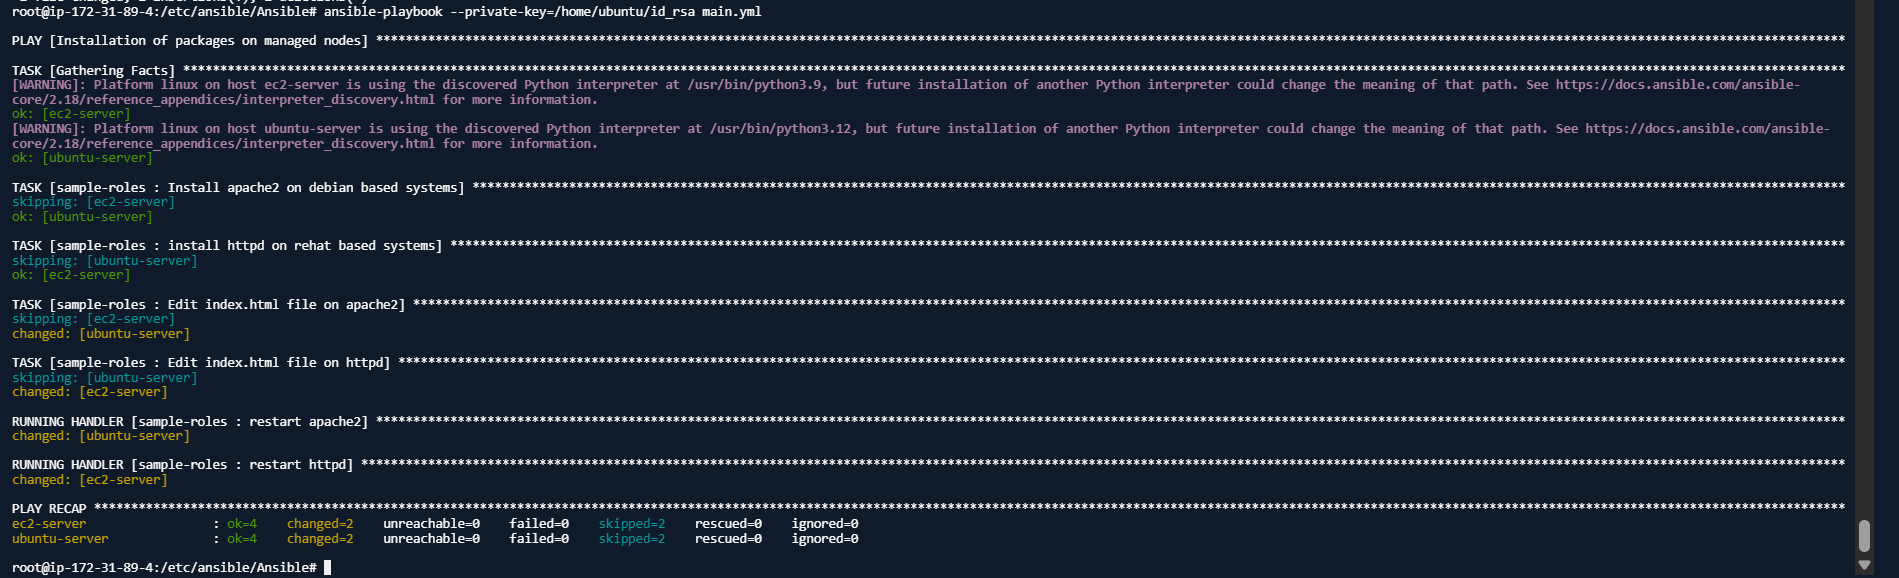 root@ip-172-31-89-4:/etc/ansible/Ansible# ansible-playbook --private-key=/home/ubuntu/id_rsa main.yml
PLAY [Installation of packages on managed nodes] ****
TASK [Gathering Facts] ****
[WARNING]: Platform linux on host ec2-server is using the discovered Python interpreter at /usr/bin/python3.9, but future installation of another Python interpreter could change the meaning of that path. See https://docs.ansible.com/ansible-
core/2.18/reference_appendices/interpreter_discovery.html for more information.
ok: [ec2-server]
[WARNING]: Platform linux on host ubuntu-server is using the discovered Python interpreter at /usr/bin/python3.12, but future installation of another Python interpreter could change the meaning of that path. See https://docs.ansible.com/ansible-
core/2.18/reference_appendices/interpreter_discovery.html for more information.
ok: [ubuntu-server]
TASK [sample-roles : Install apache2 on debian based systems] ****
skipping: [ec2-server]
ok: [ubuntu-server]
TASK [sample-roles : install httpd on rehat based systems] ****
skipping: [ubuntu-server]
ok: [ec2-server]
TASK [sample-roles : Edit index.html file on apache2] ****
skipping: [ec2-server]
changed: [ubuntu-server]
TASK [sample-roles : Edit index.html file on httpd] ****
skipping: [ubuntu-server]
changed: [ec2-server]
RUNNING HANDLER [sample-roles : restart apache2] ****
changed: [ubuntu-server]
RUNNING HANDLER [sample-roles : restart httpd] ****
changed: [ec2-server]
PLAY RECAP ****
ec2-server : ok=4 changed=2 unreachable=0 failed=0 skipped=2 rescued=0 ignored=0
ubuntu-server : ok=4 changed=2 unreachable=0 failed=0 skipped=2 rescued=0 ignored=0
root@ip-172-31-89-4:/etc/ansible/Ansible#